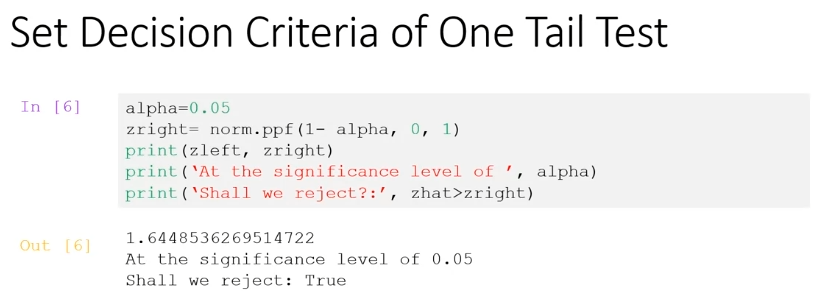 Set Decision Criteria of One Tail Test
In [6]
alpha=0.05
zright= norm.ppf(1- alpha, 0, 1)
print(zleft, zright)
print(‘At the significance level of ’, alpha)
print(‘Shall we reject?:’, zhat>zright)
Out [6]
1.6448536269514722
At the significance level of 0.05
Shall we reject: True